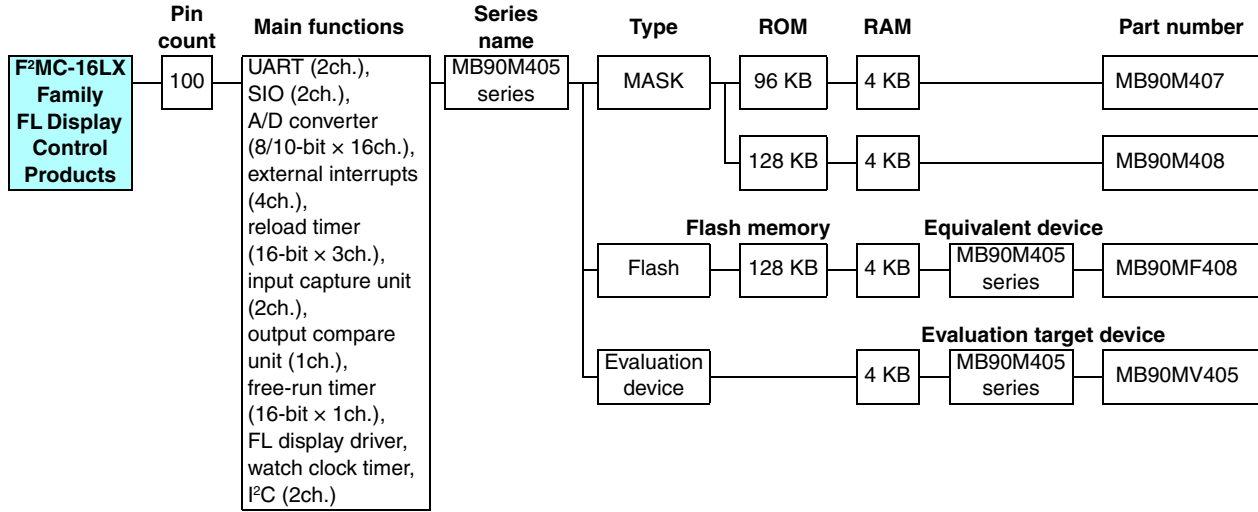 Pin
count
Main functions
Series
name
Type
ROM
RAM
Part number
F²MC-16LX
Family
FL Display
Control
Products
100
UART (2ch.),
SIO (2ch.),
A/D converter
(8/10-bit × 16ch.),
external interrupts
(4ch.),
reload timer
(16-bit × 3ch.),
input capture unit
(2ch.),
output compare
unit (1ch.),
free-run timer
(16-bit × 1ch.),
FL display driver,
watch clock timer,
I²C (2ch.)
MB90M405
series
MASK
96 KB
4 KB
MB90M407
128 KB
4 KB
MB90M408
Flash memory
Equivalent device
Flash
128 KB
4 KB
MB90M405
series
MB90MF408
Evaluation target device
Evaluation
device
4 KB
MB90M405
series
MB90MV405